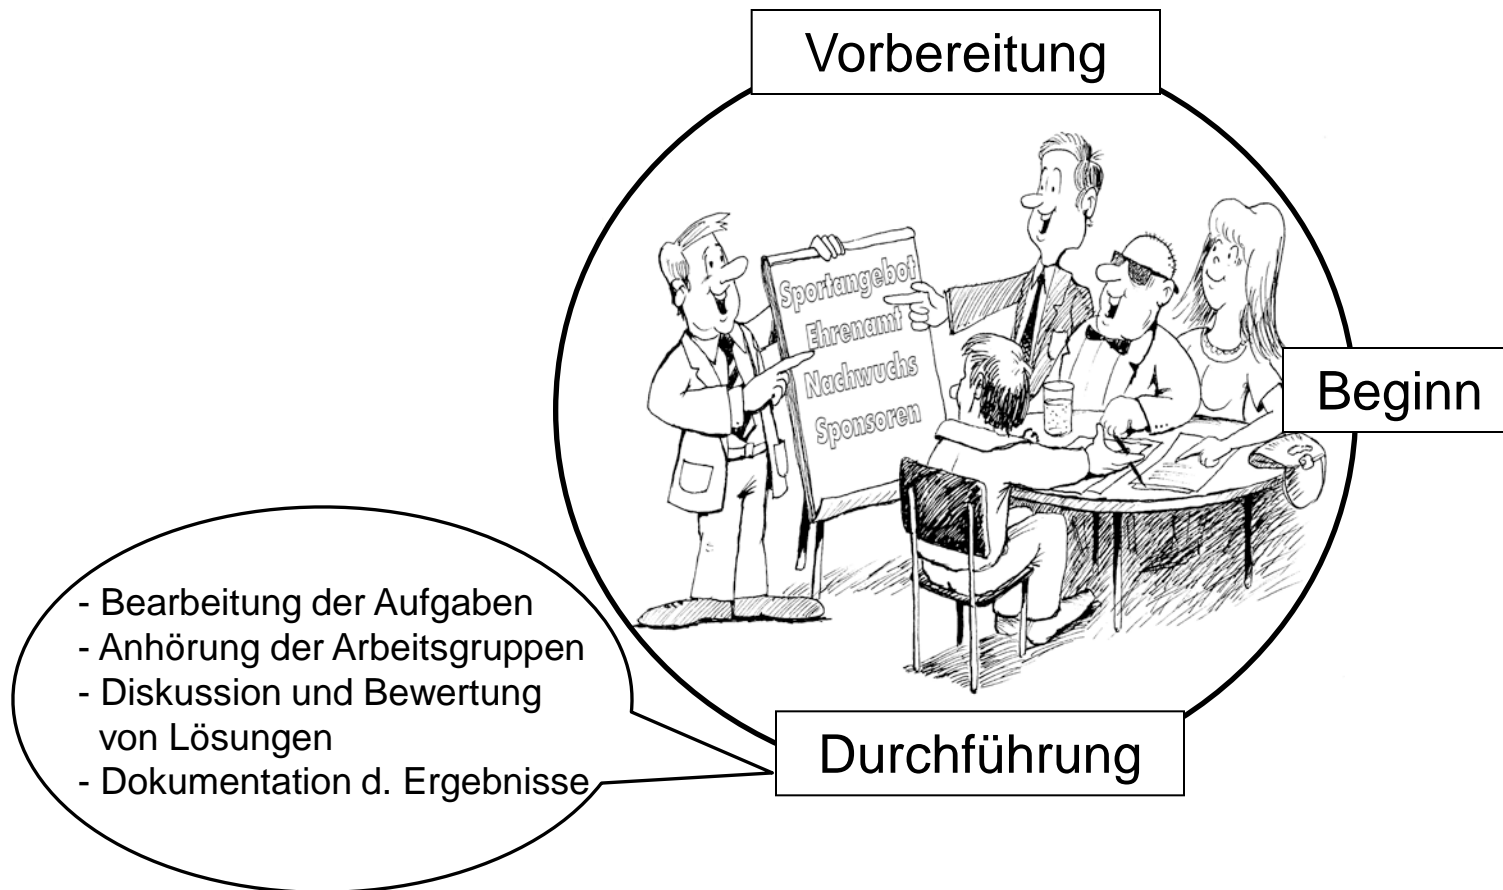 Vorbereitung
Sportangebot
Ehrenamt
Nachwuchs
Sponsoren
Beginn
- Bearbeitung der Aufgaben
- Anhörung der Arbeitsgruppen
- Diskussion und Bewertung
von Lösungen
- Dokumentation d. Ergebnisse
Durchführung